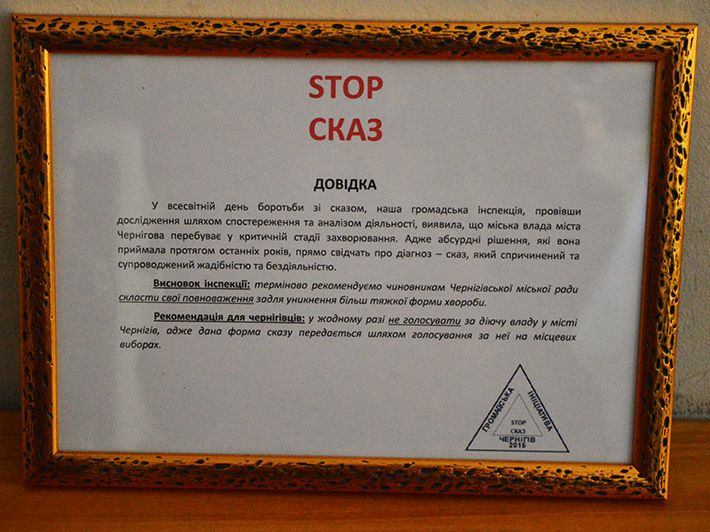 STOP
СКАЗ
ДОВІДКА
У всесвітній день боротьби зі сказом, наша громадська інспекція, провівши
дослідження шляхом спостереження та анализом діяльності, виявила, що міська влада міста
Чернігова перебуває у критичній стадії захворювання. Адже абсурдні рішення, які вона
приймала протягом останніх років, прямо свідчать про діагноз – сказ, який спричинений та
супроводжений жадібністю та бездіяльністю.
Висновок інспекції: терміново рекомендуємо чиновникам Чернігівської міської ради
скласти свої повноваження задля уникнення більш тяжкої форми хвороби.
Рекомендація для чернігівців: у жодному разі не голосувати за діючу владу у місті
Чернігів, адже дана форма сказу передається шляхом голосування за неї на місцевих
виборах.
ГРОМАДСЬКА ІНІЦІАТИВА
STOP
СКАЗ
ЧЕРНІГІВ
2015